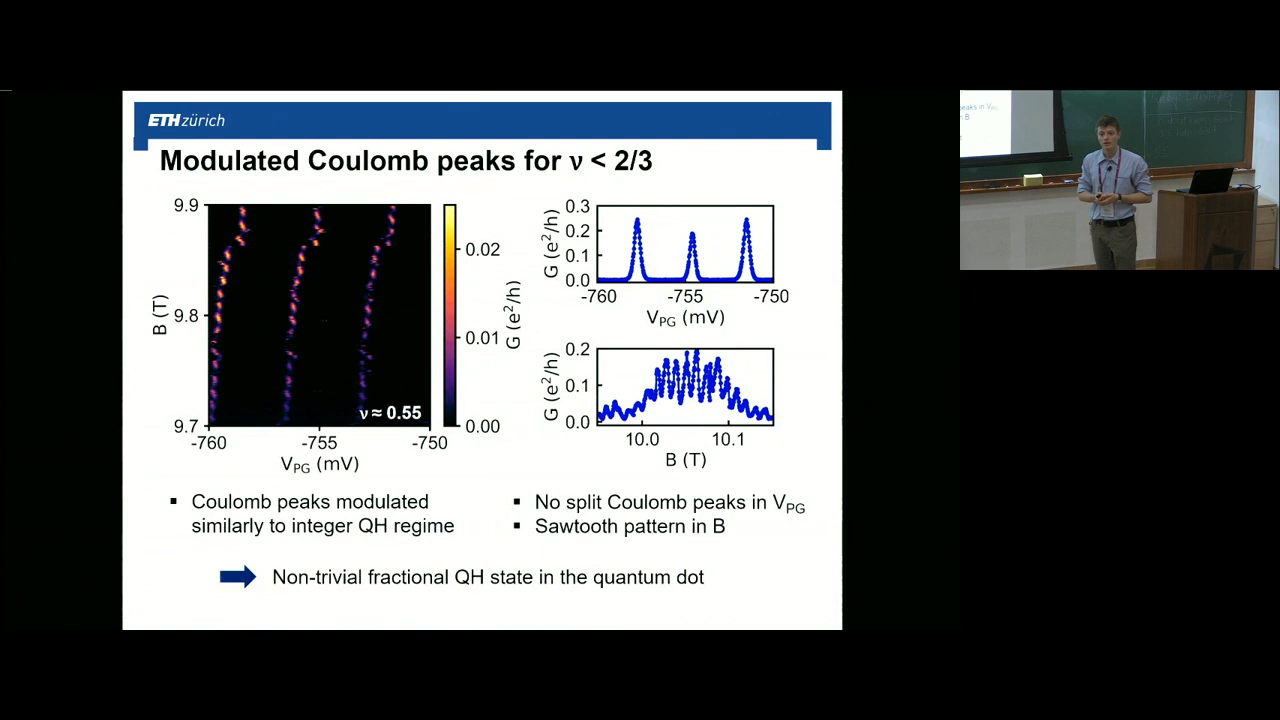 ETH zürich
Modulated Coulomb peaks for ν < 2/3
9.9
9.8
9.7
B (T)
-760
-755
-750
V_PG (mV)
ν ≈ 0.55
0.02
0.01
0.00
G (e²/h)
0.3
0.2
0.1
0.0
G (e²/h)
-760
-755
-750
V_PG (mV)
0.2
0.1
0.0
G (e²/h)
10.0
10.1
B (T)
▪ Coulomb peaks modulated
similarly to integer QH regime
▪ No split Coulomb peaks in V_PG
▪ Sawtooth pattern in B
Non-trivial fractional QH state in the quantum dot